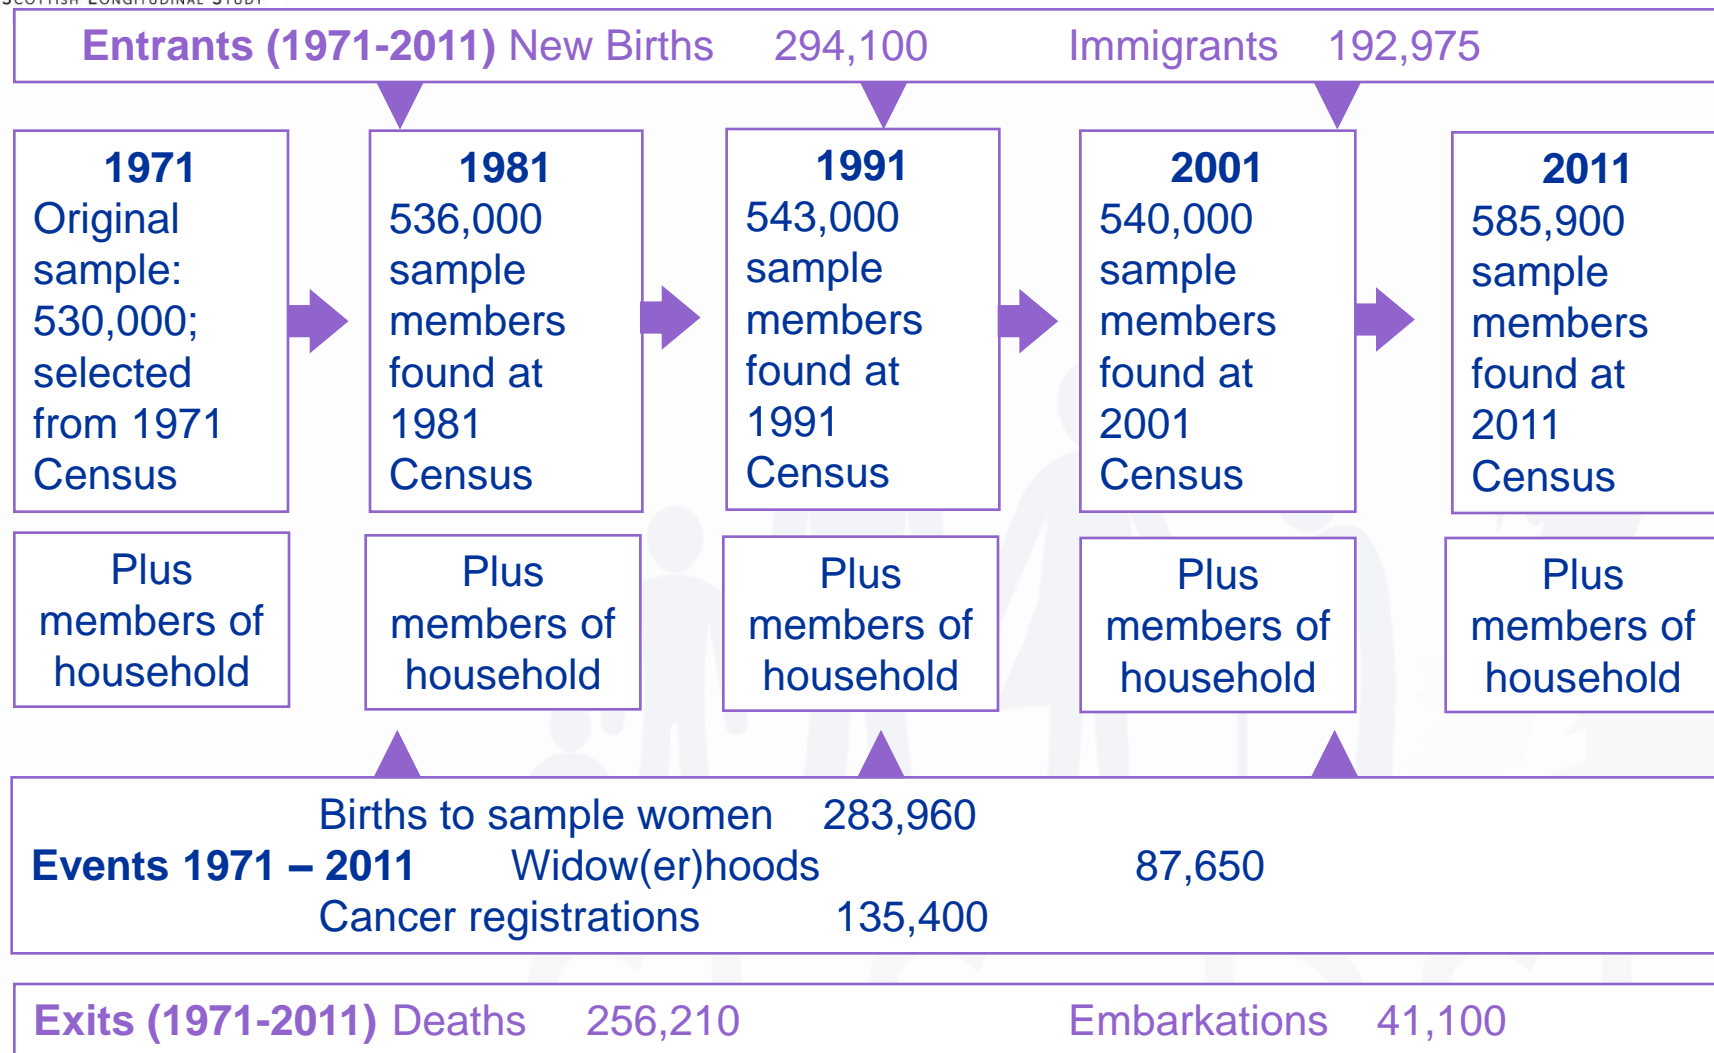 SCOTTISH LONGITUDINAL STUDY
Entrants (1971-2011) New Births 294,100 Immigrants 192,975
1971
Original
sample:
530,000;
selected
from 1971
Census
1981
536,000
sample
members
found at
1981
Census
1991
543,000
sample
members
found at
1991
Census
2001
540,000
sample
members
found at
2001
Census
2011
585,900
sample
members
found at
2011
Census
Plus
members of
household
Plus
members of
household
Plus
members of
household
Plus
members of
household
Plus
members of
household
Births to sample women 283,960
Events 1971 – 2011 Widow(er)hoods 87,650
Cancer registrations 135,400
Exits (1971-2011) Deaths 256,210 Embarkations 41,100